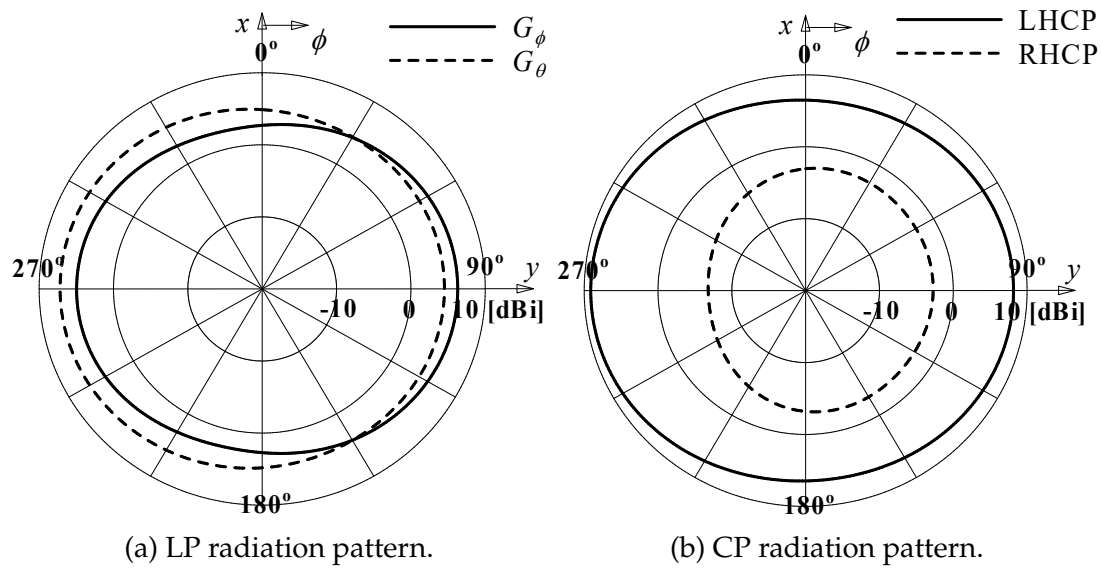 x
ϕ
0°
G_ϕ
G_θ
270°
90°
y
-10
0
10 [dBi]
180°
(a) LP radiation pattern.
x
ϕ
0°
LHCP
RHCP
270°
90°
y
-10
0
10 [dBi]
180°
(b) CP radiation pattern.